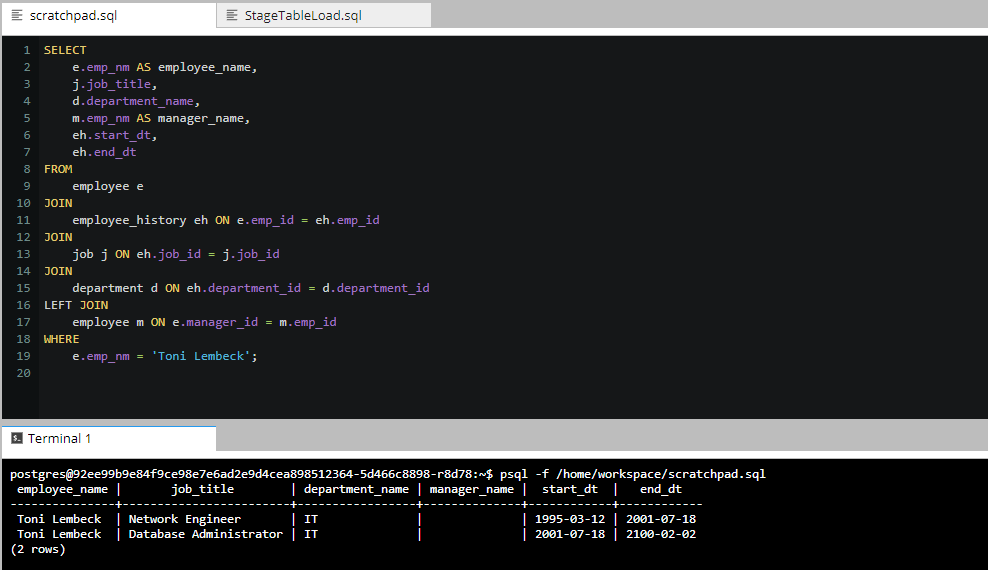 scratchpad.sql
StageTableLoad.sql
1 SELECT
2     e.emp_nm AS employee_name,
3     j.job_title,
4     d.department_name,
5     m.emp_nm AS manager_name,
6     eh.start_dt,
7     eh.end_dt
8 FROM
9     employee e
10 JOIN
11     employee_history eh ON e.emp_id = eh.emp_id
12 JOIN
13     job j ON eh.job_id = j.job_id
14 JOIN
15     department d ON eh.department_id = d.department_id
16 LEFT JOIN
17     employee m ON e.manager_id = m.emp_id
18 WHERE
19     e.emp_nm = 'Toni Lembeck';
20
Terminal 1
postgres@92ee99b9e84f9ce98e7e6ad2e9d4cea898512364-5d466c8898-r8d78:~$ psql -f /home/workspace/scratchpad.sql
 employee_name |       job_title        | department_name | manager_name |  start_dt  |   end_dt
---------------+------------------------+-----------------+--------------+------------+------------
 Toni Lembeck  | Network Engineer       | IT              |              | 1995-03-12 | 2001-07-18
 Toni Lembeck  | Database Administrator | IT              |              | 2001-07-18 | 2100-02-02
(2 rows)